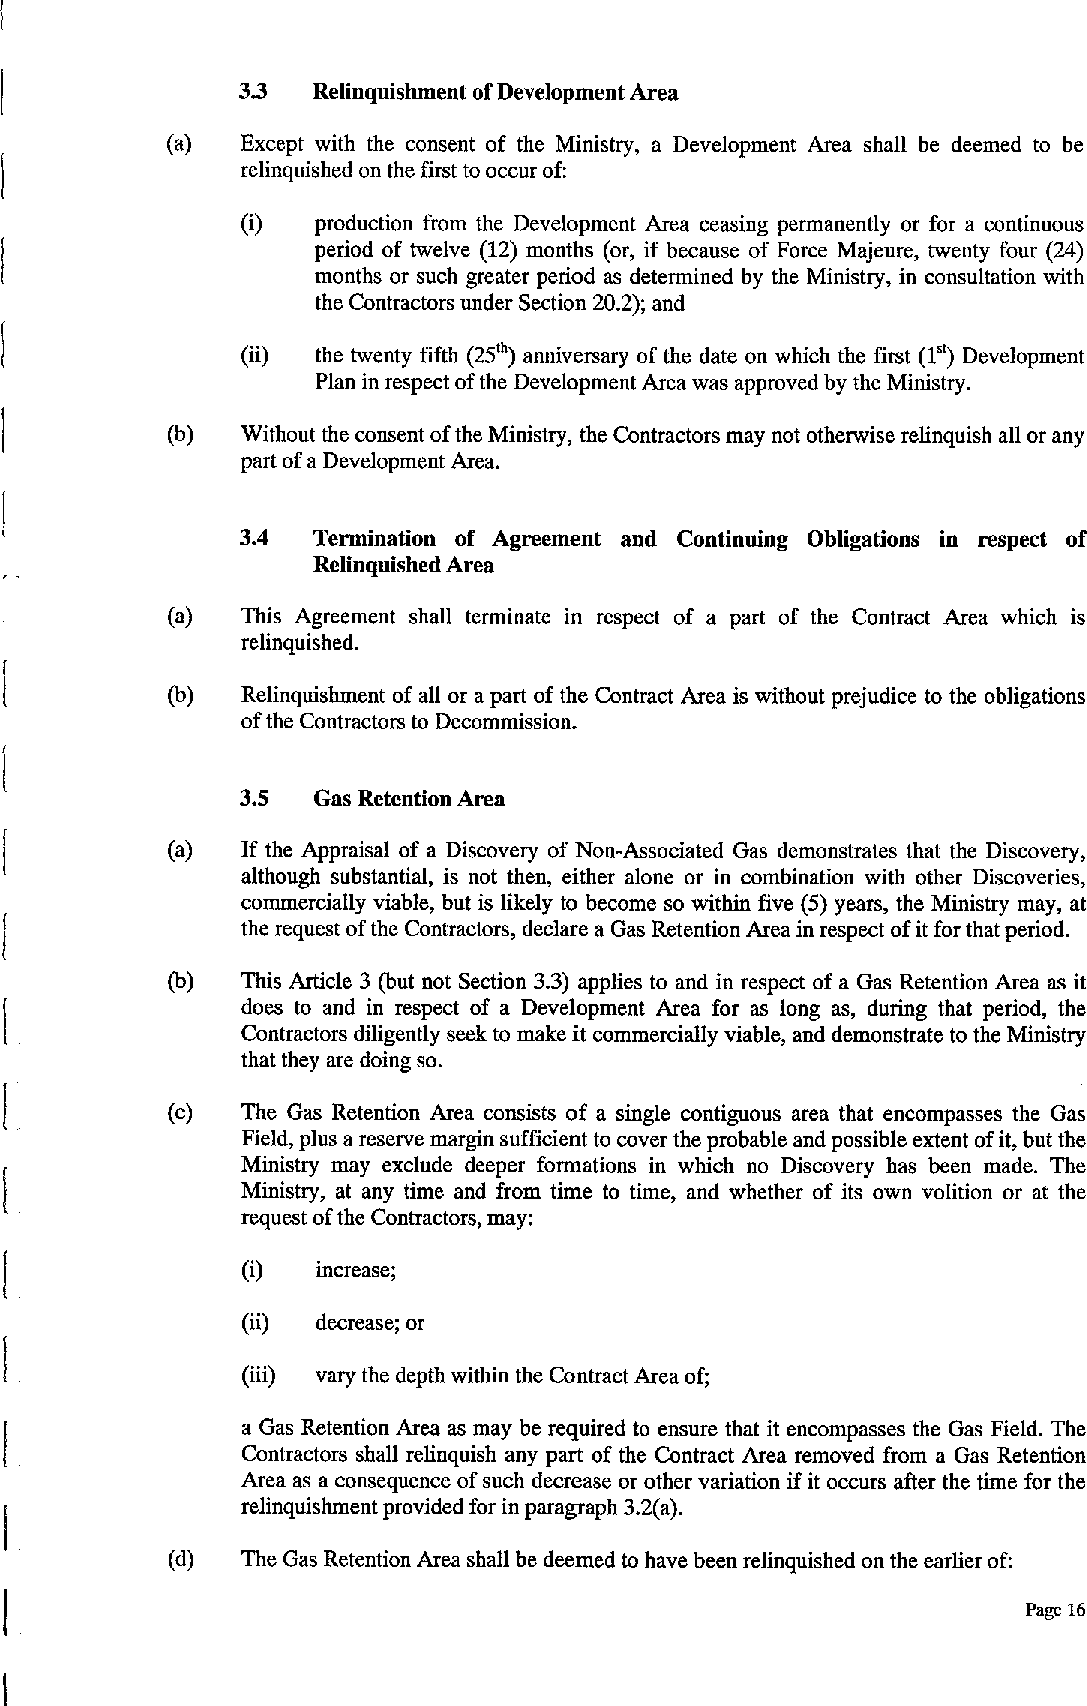 3.3 Relinquishment of Development Area
(a) Except with the consent of the Ministry, a Development Area shall be deemed to be
relinquished on the first to occur of:
(i) production from the Development Area ceasing permanently or for a continuous
period of twelve (12) months (or, if because of Force Majeure, twenty four (24)
months or such greater period as determined by the Ministry, in consultation with
the Contractors under Section 20.2); and
(ii) the twenty fifth (25th) anniversary of the date on which the first (1st) Development
Plan in respect of the Development Area was approved by the Ministry.
(b) Without the consent of the Ministry, the Contractors may not otherwise relinquish all or any
part of a Development Area.
3.4 Termination of Agreement and Continuing Obligations in respect of
Relinquished Area
(a) This Agreement shall terminate in respect of a part of the Contract Area which is
relinquished.
(b) Relinquishment of all or a part of the Contract Area is without prejudice to the obligations
of the Contractors to Decommission.
3.5 Gas Retention Area
(a) If the Appraisal of a Discovery of Non-Associated Gas demonstrates that the Discovery,
although substantial, is not then, either alone or in combination with other Discoveries,
commercially viable, but is likely to become so within five (5) years, the Ministry may, at
the request of the Contractors, declare a Gas Retention Area in respect of it for that period.
(b) This Article 3 (but not Section 3.3) applies to and in respect of a Gas Retention Area as it
does to and in respect of a Development Area for as long as, during that period, the
Contractors diligently seek to make it commercially viable, and demonstrate to the Ministry
that they are doing so.
(c) The Gas Retention Area consists of a single contiguous area that encompasses the Gas
Field, plus a reserve margin sufficient to cover the probable and possible extent of it, but the
Ministry may exclude deeper formations in which no Discovery has been made. The
Ministry, at any time and from time to time, and whether of its own volition or at the
request of the Contractors, may:
(i) increase;
(ii) decrease; or
(iii) vary the depth within the Contract Area of;
a Gas Retention Area as may be required to ensure that it encompasses the Gas Field. The
Contractors shall relinquish any part of the Contract Area removed from a Gas Retention
Area as a consequence of such decrease or other variation if it occurs after the time for the
relinquishment provided for in paragraph 3.2(a).
(d) The Gas Retention Area shall be deemed to have been relinquished on the earlier of:
Page 16